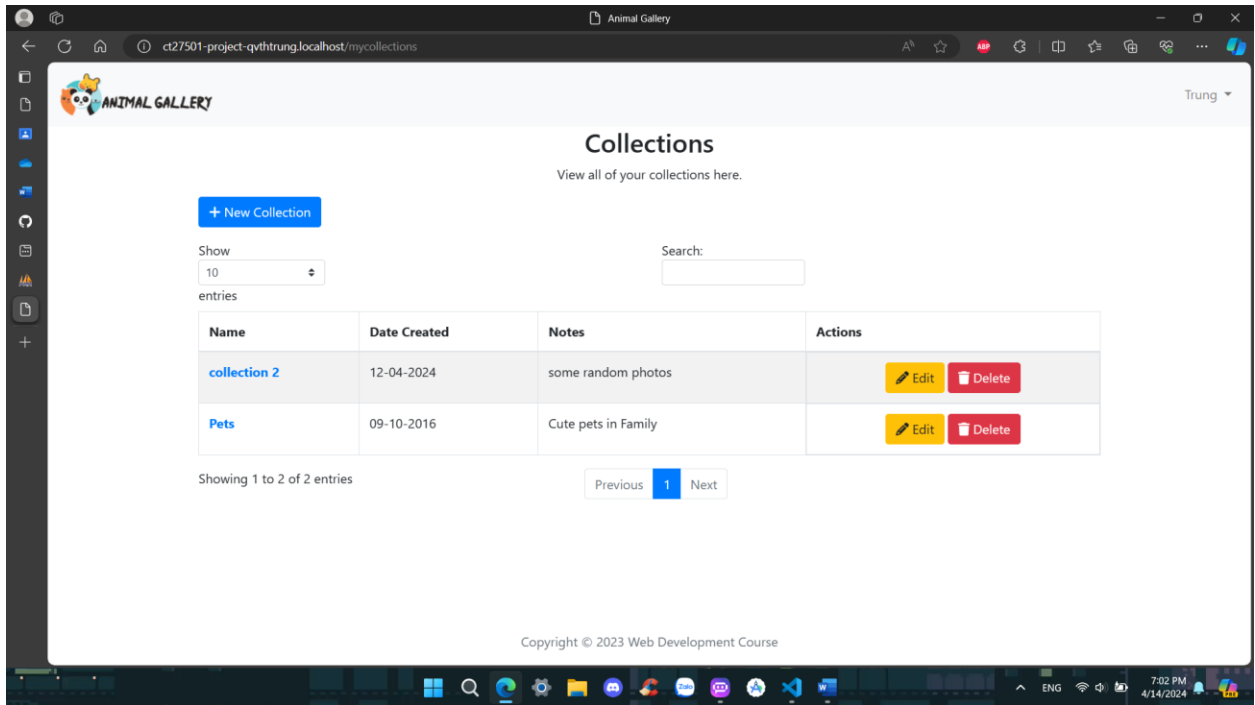 Animal Gallery
ct27501-project-qvthtrung.localhost/mycollections
ABP
ANIMAL GALLERY
Trung
Collections
View all of your collections here.
+ New Collection
Show
Search:
10
entries
Name Date Created Notes Actions
collection 2 12-04-2024 some random photos Edit Delete
Pets 09-10-2016 Cute pets in Family Edit Delete
Showing 1 to 2 of 2 entries
Previous 1 Next
Copyright © 2023 Web Development Course
Zalo
ENG
7:02 PM
4/14/2024
PRE